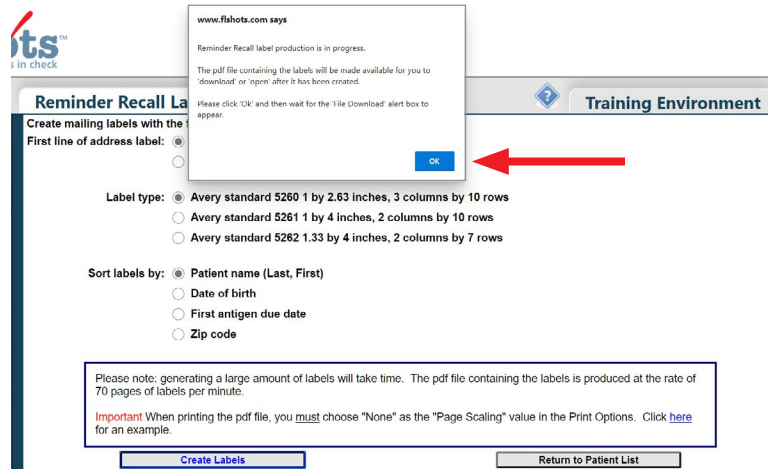 www.flshots.com says
Reminder Recall label production is in progress.
The pdf file containing the labels will be made available for you to
'download' or 'open' after it has been created.
Please click 'Ok' and then wait for the 'File Download' alert box to
appear.
OK
ots™
s in check
Reminder Recall La
?
Training Environment
Create mailing labels with the f
First line of address label:
Label type:
Avery standard 5260 1 by 2.63 inches, 3 columns by 10 rows
Avery standard 5261 1 by 4 inches, 2 columns by 10 rows
Avery standard 5262 1.33 by 4 inches, 2 columns by 7 rows
Sort labels by:
Patient name (Last, First)
Date of birth
First antigen due date
Zip code
Please note: generating a large amount of labels will take time. The pdf file containing the labels is produced at the rate of
70 pages of labels per minute.
Important When printing the pdf file, you must choose "None" as the "Page Scaling" value in the Print Options. Click here
for an example.
Create Labels
Return to Patient List